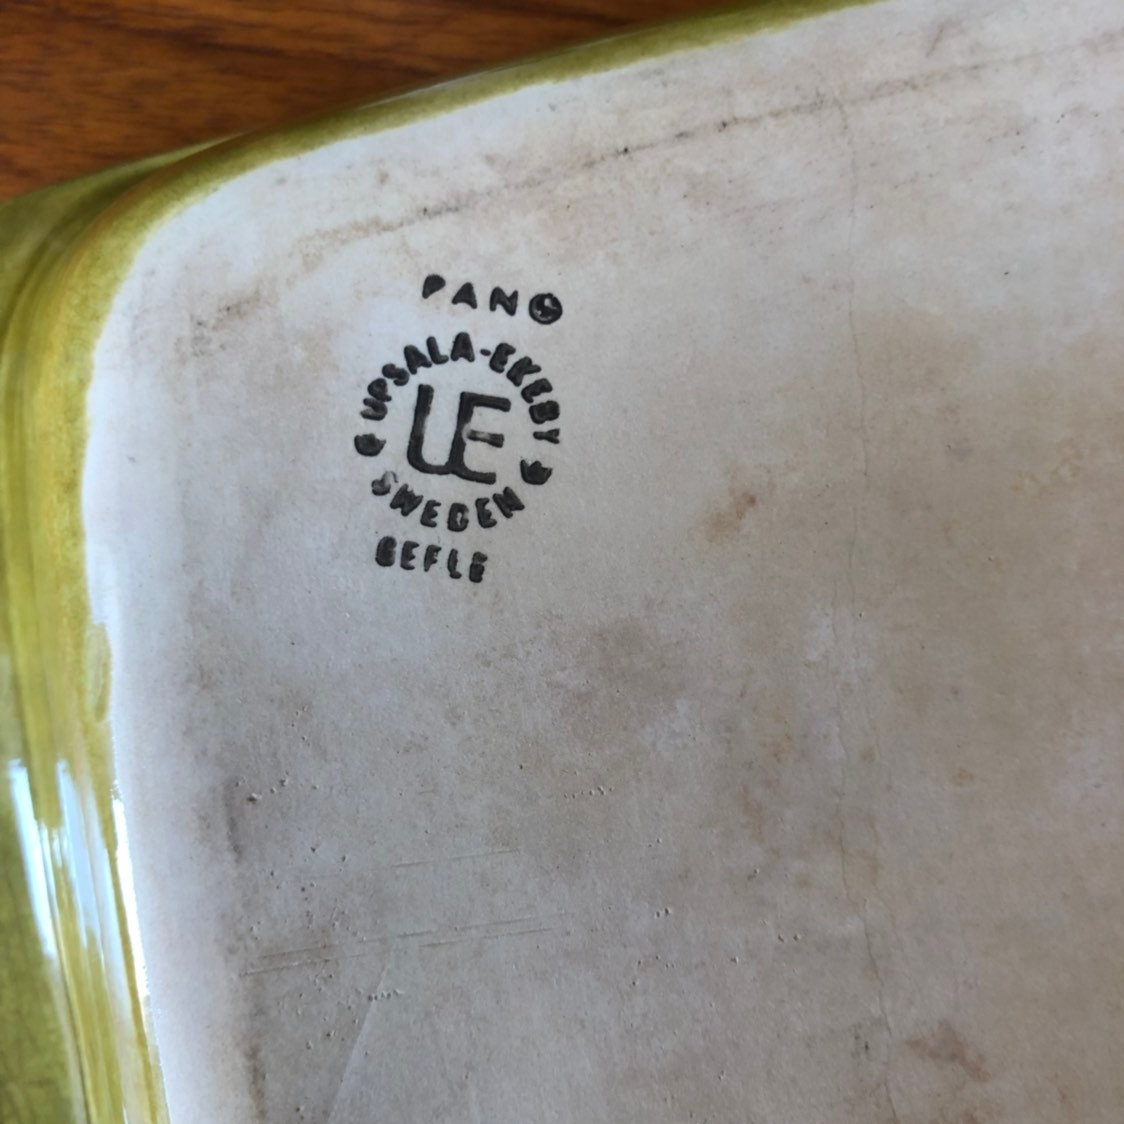 PANO
UPSALA-EKEBY
UE
SWEDEN
GEFLE